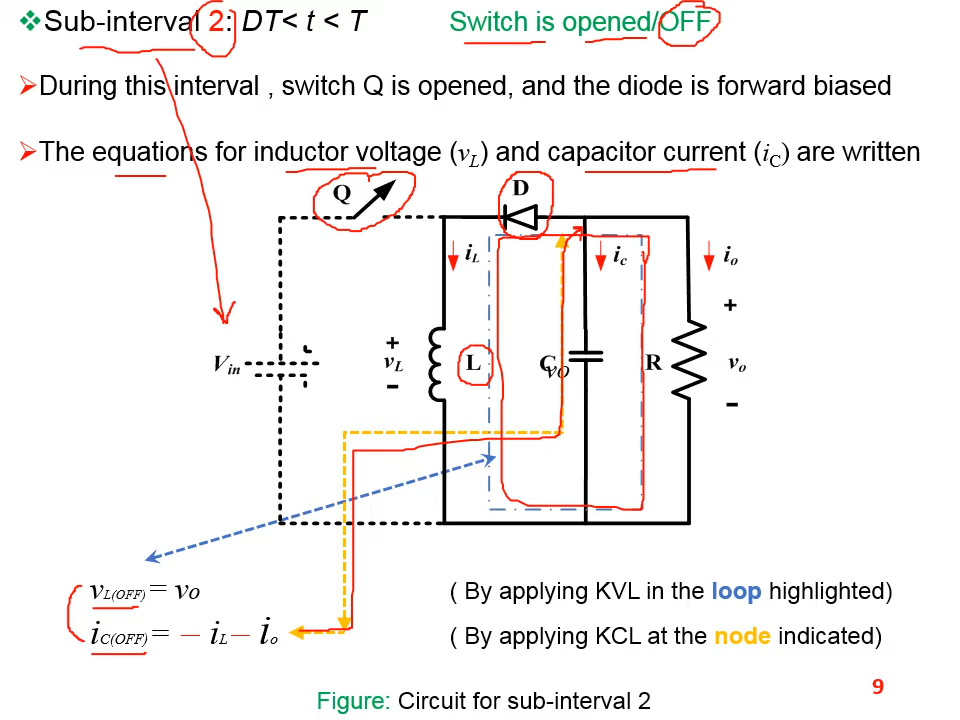 ❖Sub-interval 2: DT< t < T Switch is opened/OFF
➢During this interval , switch Q is opened, and the diode is forward biased
➢The equations for inductor voltage (vL) and capacitor current (iC) are written
Q D
iL ic io
+
+
Vin vL L C vO R vo
-
-
vL(OFF) = vO ( By applying KVL in the loop highlighted)
iC(OFF) = − iL − io ( By applying KCL at the node indicated)
9
Figure: Circuit for sub-interval 2